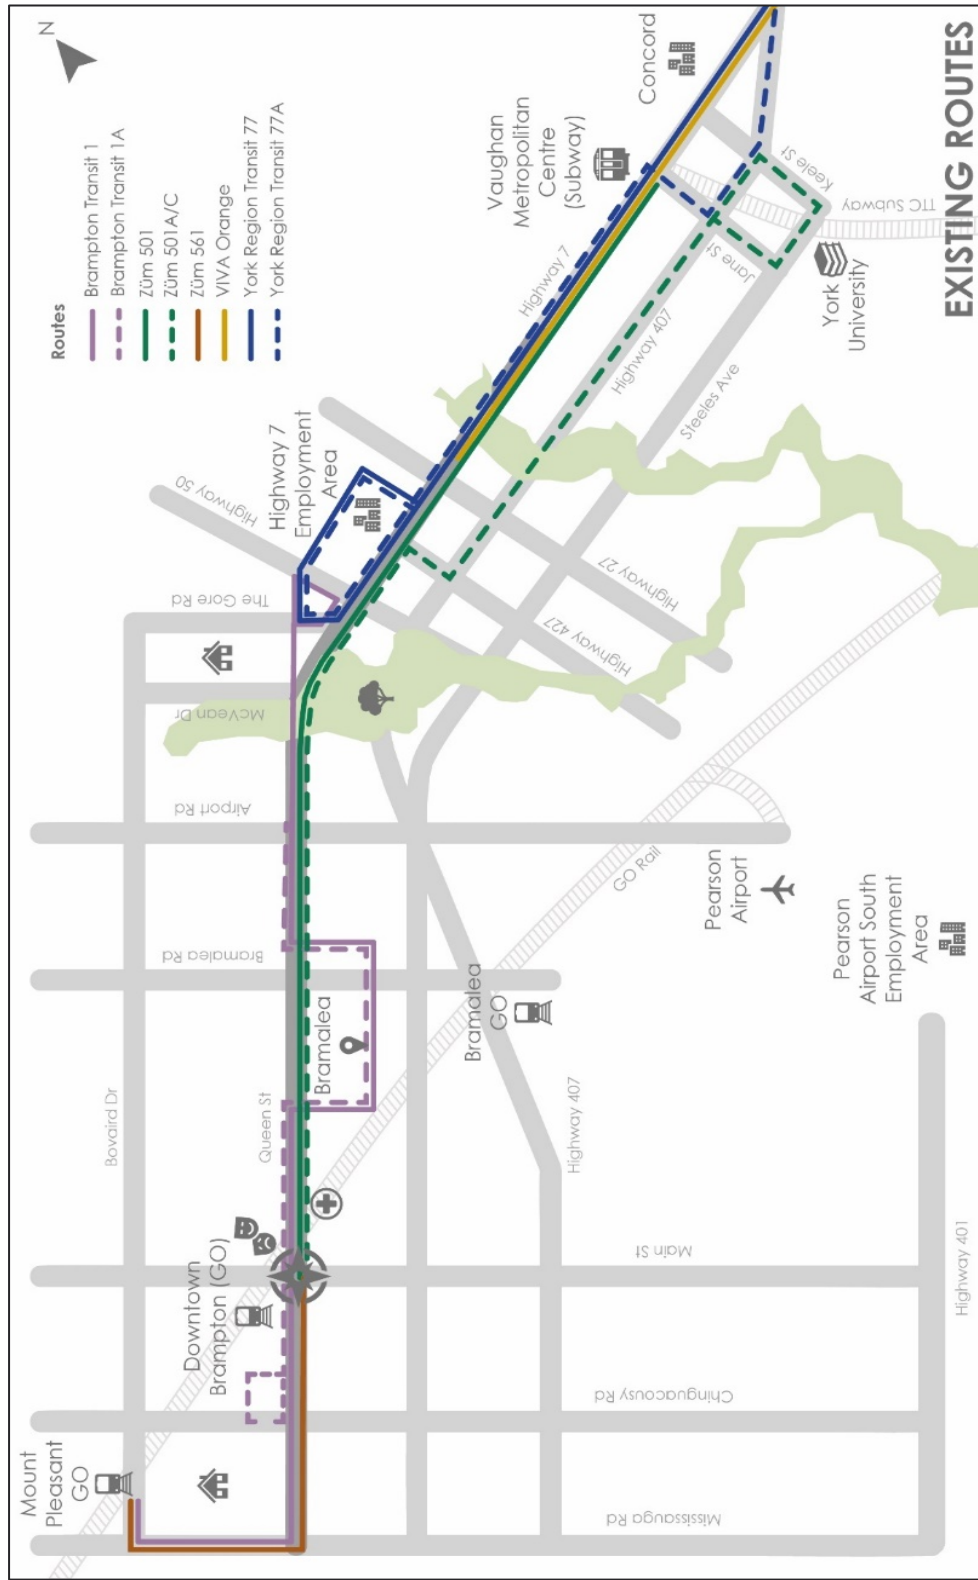 N
Routes
Brampton Transit 1
Brampton Transit 1A
Züm 501
Züm 501A/C
Züm 561
VIVA Orange
York Region Transit 77
York Region Transit 77A
Mount
Pleasant
GO
Downtown
Brampton (GO)
Bovaird Dr
Queen St
Bramalea
Bramalea Rd
Airport Rd
McVean Dr
The Gore Rd
Highway 50
Highway 7
Employment
Area
Highway 7
Vaughan
Metropolitan
Centre
(Subway)
Concord
Keele St
TTC Subway
Jane St
York
University
Highway 407
Steeles Ave
Highway 27
Highway 427
GO Rail
Pearson
Airport
Pearson
Airport South
Employment
Area
Bramalea
GO
Highway 407
Main St
Chinguacousy Rd
Mississauga Rd
Highway 401
EXISTING ROUTES